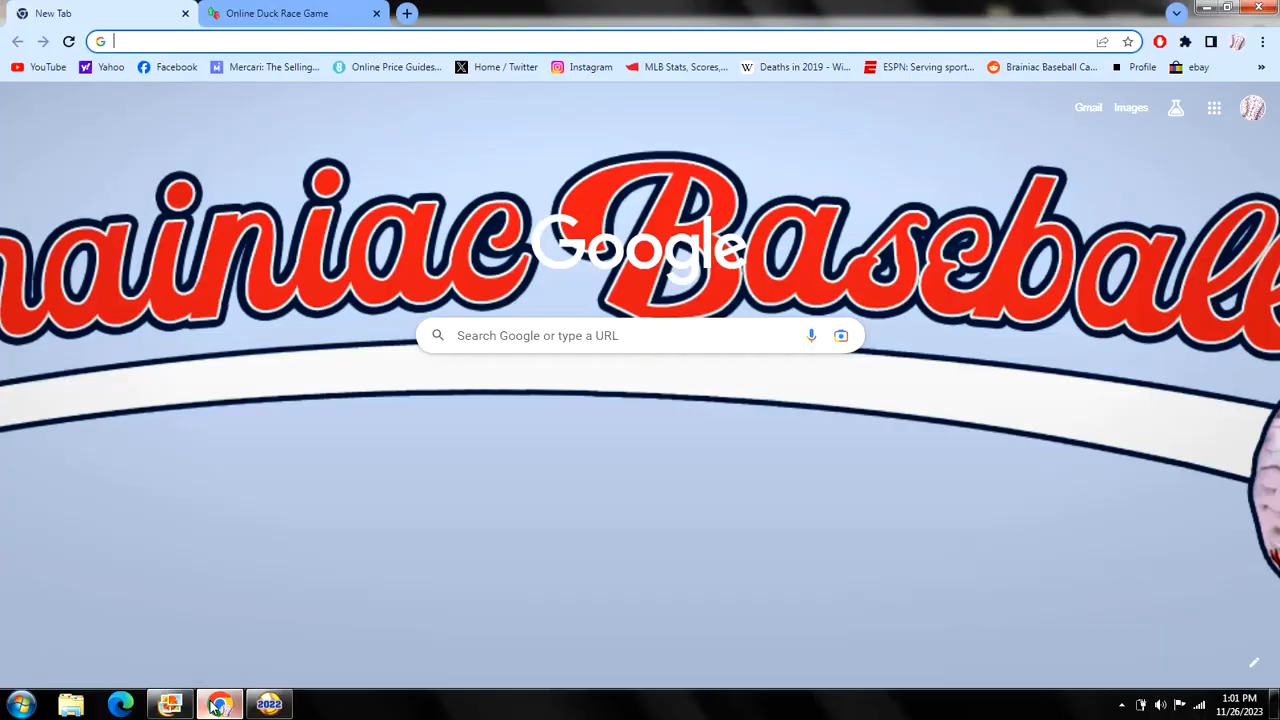 New Tab
Online Duck Race Game
YouTube
Yahoo
Facebook
Mercari: The Selling...
Online Price Guides...
Home / Twitter
Instagram
MLB Stats, Scores,...
Deaths in 2019 - Wi...
ESPN: Serving sport...
Brainiac Baseball Ca...
Profile
ebay
»
Gmail
Images
rainiac Baseball
Google
Search Google or type a URL
2022
1:01 PM
11/26/2023